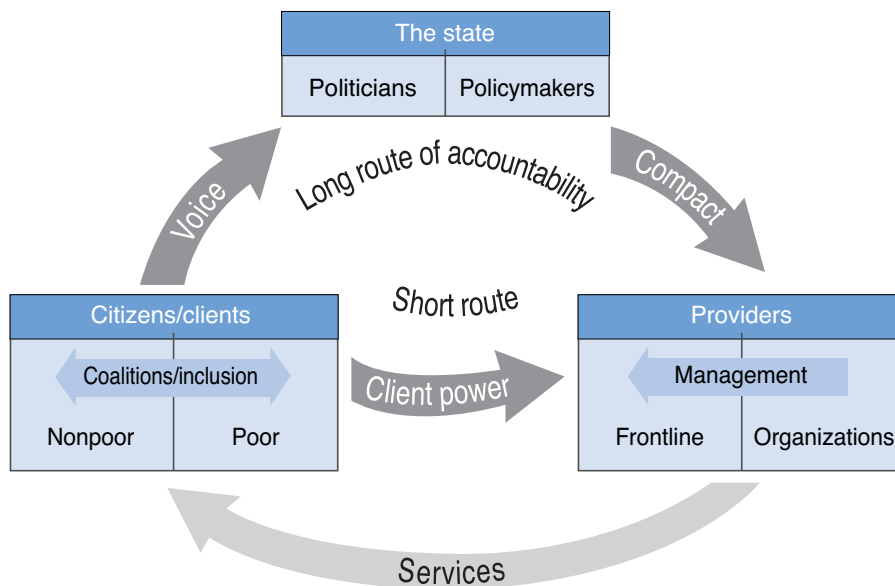 The state
Politicians
Policymakers
Long route of accountability
Voice
Compact
Short route
Citizens/clients
Coalitions/inclusion
Nonpoor
Poor
Client power
Providers
Management
Frontline
Organizations
Services